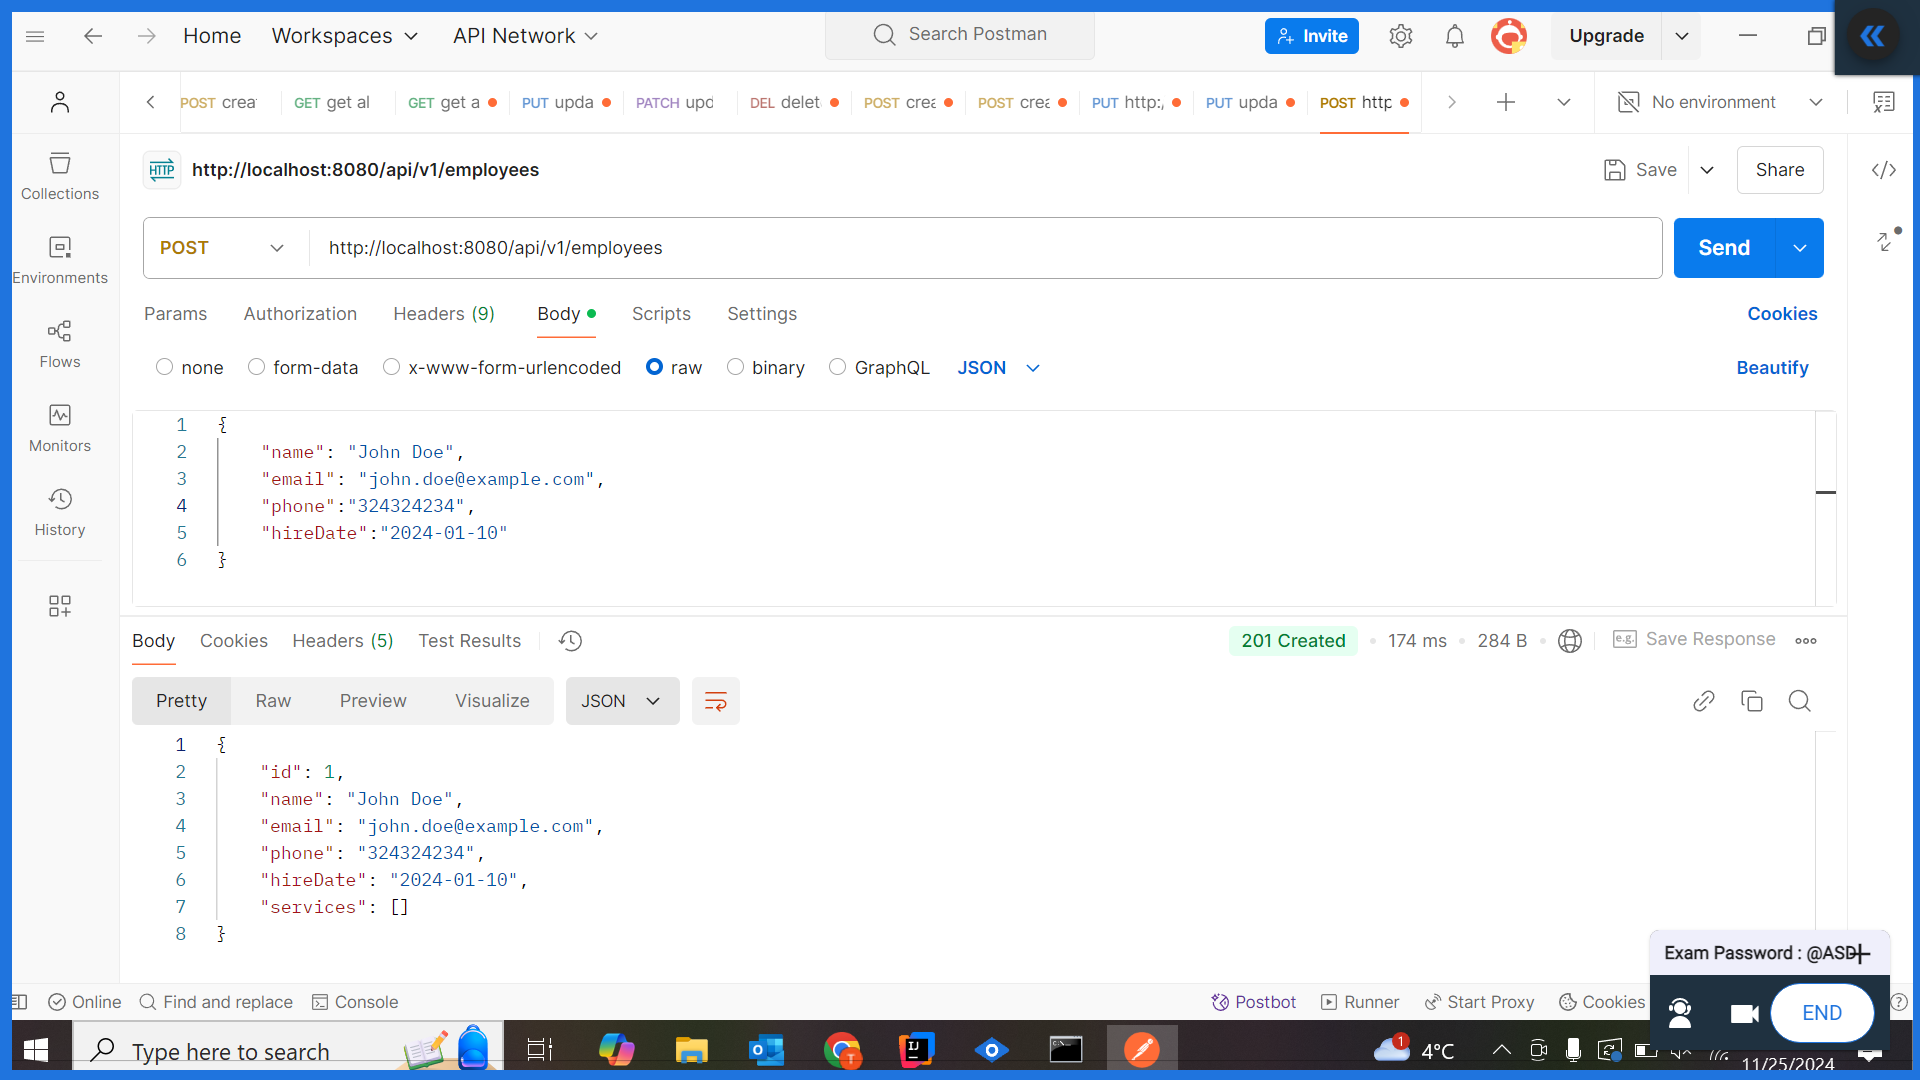 Home Workspaces API Network Search Postman Invite Upgrade
POST crea GET get al GET get a PUT upda PATCH upd DEL delet POST crea POST crea PUT http:/ PUT upda POST http No environment
HTTP http://localhost:8080/api/v1/employees Save Share
POST http://localhost:8080/api/v1/employees Send
Params Authorization Headers (9) Body Scripts Settings Cookies
none form-data x-www-form-urlencoded raw binary GraphQL JSON Beautify
1 {
2 "name": "John Doe",
3 "email": "john.doe@example.com",
4 "phone":"324324234",
5 "hireDate":"2024-01-10"
6 }
Collections
Environments
Flows
Monitors
History
Body Cookies Headers (5) Test Results 201 Created 174 ms 284 B e.g. Save Response
Pretty Raw Preview Visualize JSON
1 {
2 "id": 1,
3 "name": "John Doe",
4 "email": "john.doe@example.com",
5 "phone": "324324234",
6 "hireDate": "2024-01-10",
7 "services": []
8 }
Exam Password : @ASD
END
Online Find and replace Console Postbot Runner Start Proxy Cookies
Type here to search 1 4°C 11/25/2024